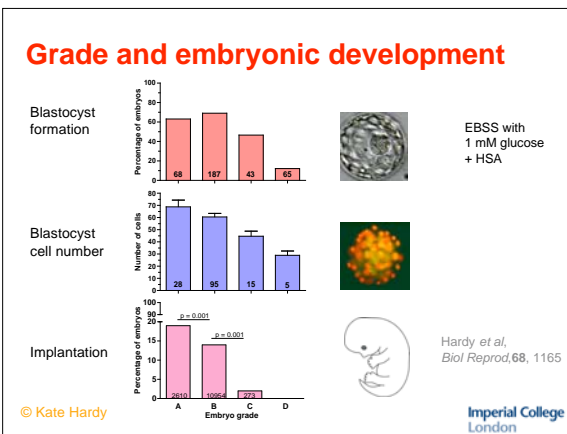 Grade and embryonic development
Blastocyst
formation
Percentage of embryos
100
80
60
40
20
0
68
187
43
65
EBSS with
1 mM glucose
+ HSA
Blastocyst
cell number
Number of cells
80
70
60
50
40
30
20
10
0
28
95
15
5
Implantation
Percentage of embryos
100
90
20
15
10
5
0
p = 0.001
p = 0.001
2610
10954
273
A
B
C
D
Embryo grade
Hardy et al,
Biol Reprod,68, 1165
© Kate Hardy
Imperial College
London